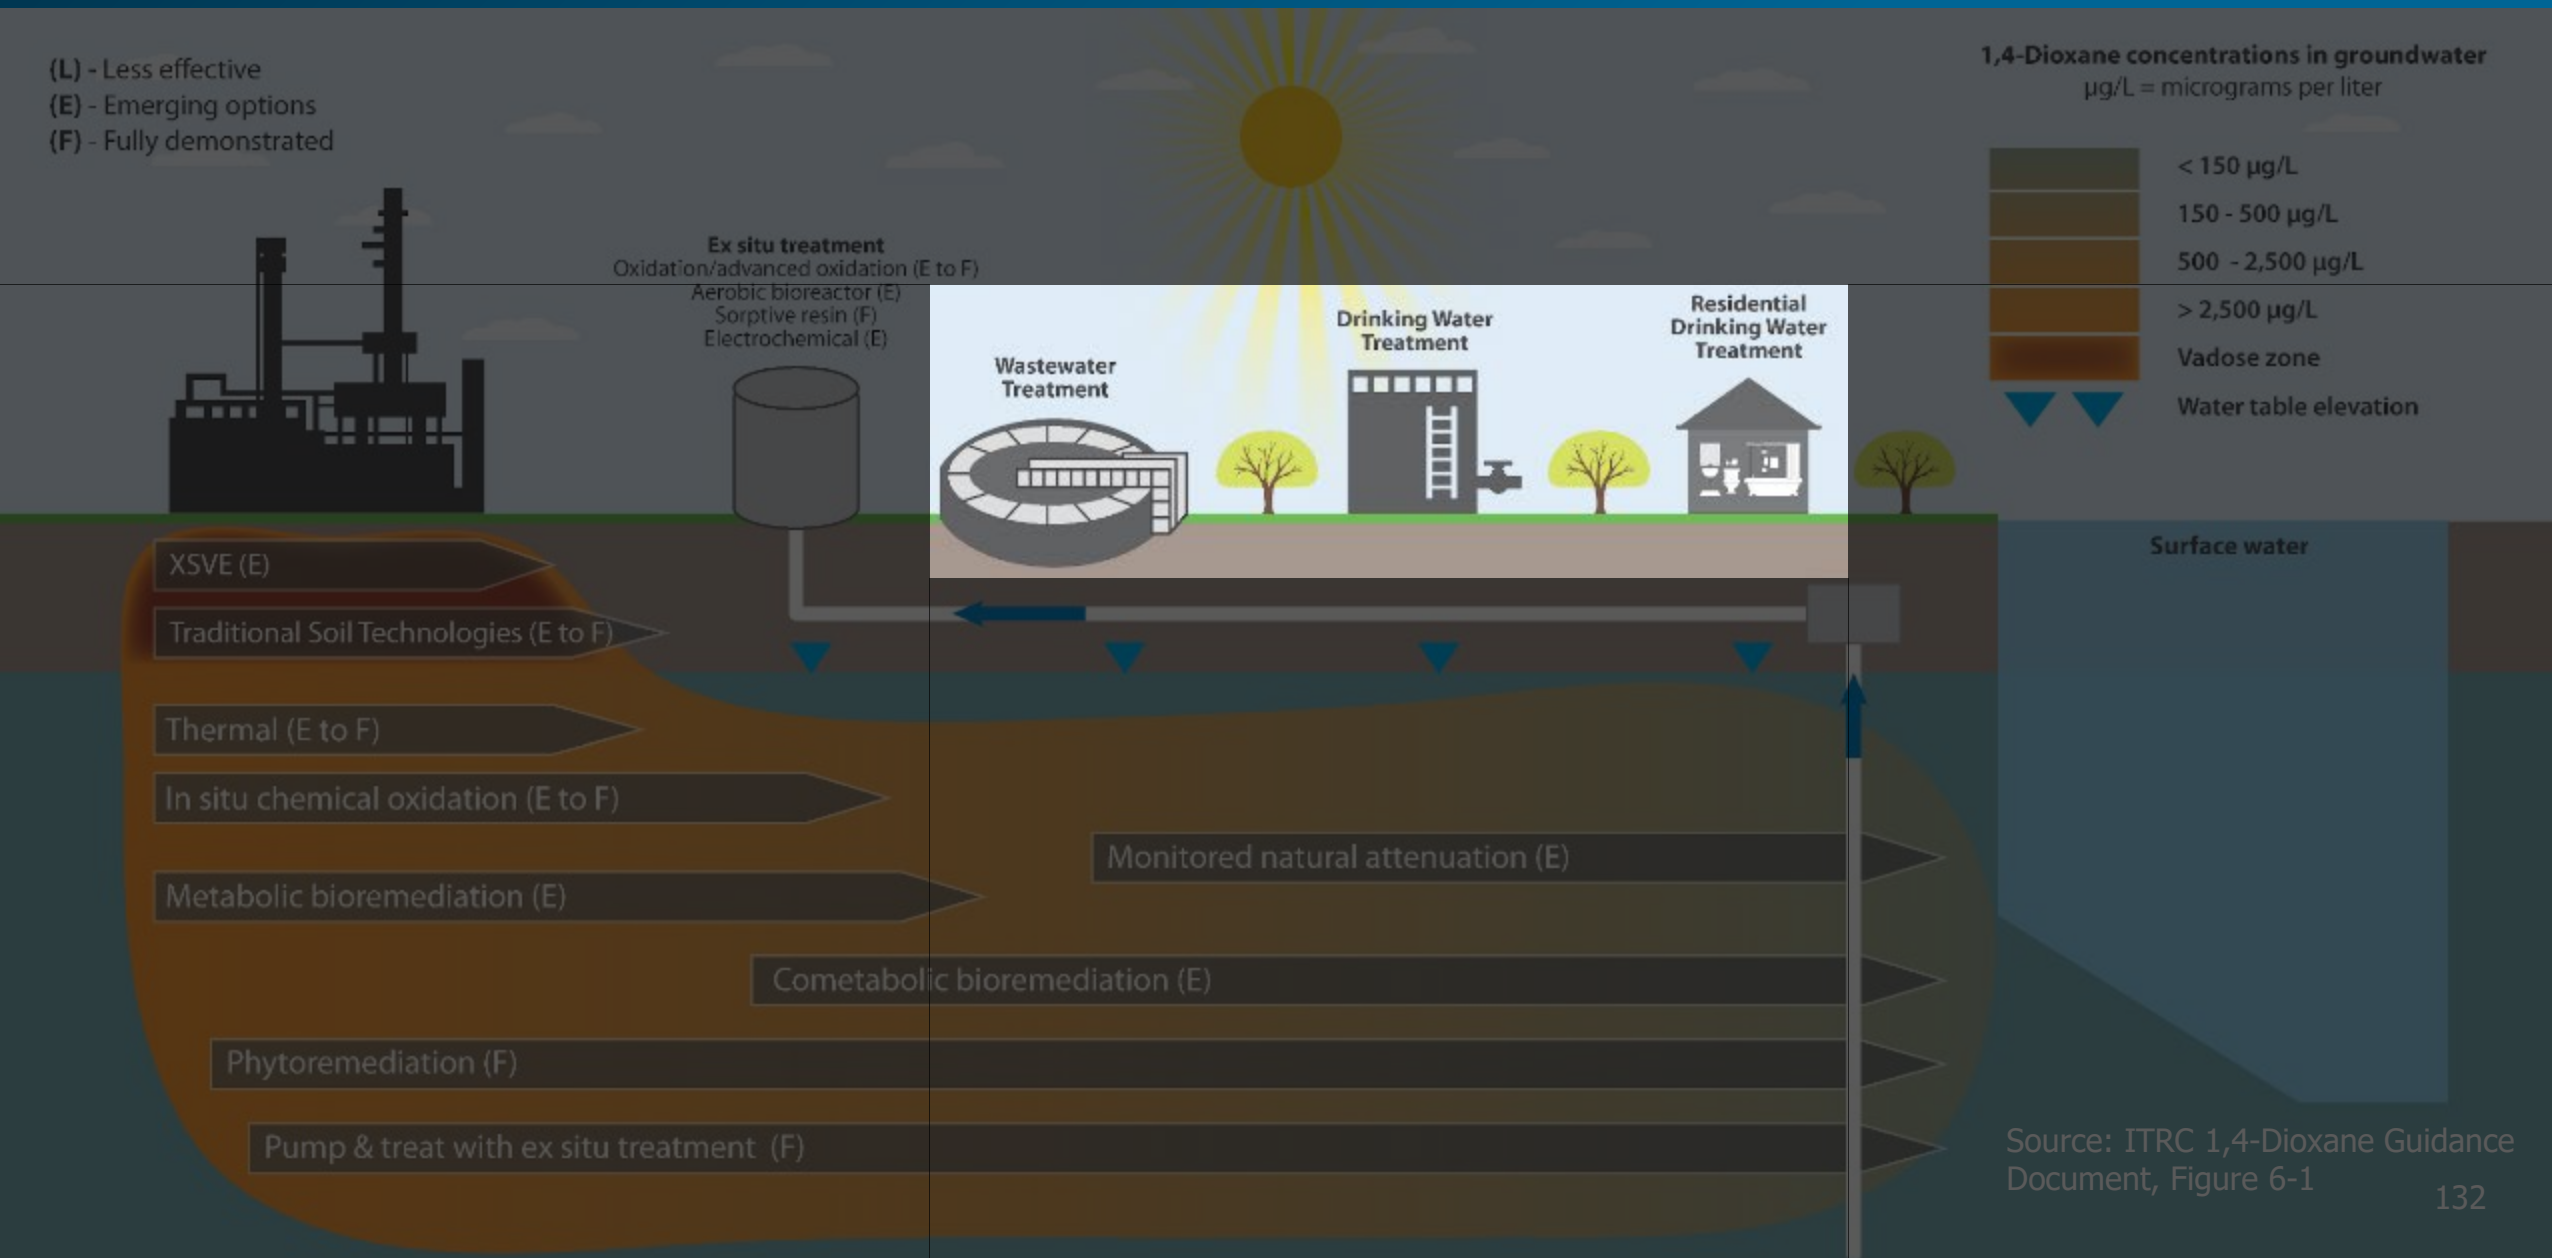 (L) - Less effective
(E) - Emerging options
(F) - Fully demonstrated
1,4-Dioxane concentrations in groundwater
µg/L = micrograms per liter
< 150 µg/L
150 - 500 µg/L
500 - 2,500 µg/L
> 2,500 µg/L
Vadose zone
Water table elevation
Ex situ treatment
Oxidation/advanced oxidation (E to F)
Aerobic bioreactor (E)
Sorptive resin (F)
Electrochemical (E)
Wastewater
Treatment
Drinking Water
Treatment
Residential
Drinking Water
Treatment
Surface water
XSVE (E)
Traditional Soil Technologies (E to F)
Thermal (E to F)
In situ chemical oxidation (E to F)
Monitored natural attenuation (E)
Metabolic bioremediation (E)
Cometabolic bioremediation (E)
Phytoremediation (F)
Pump & treat with ex situ treatment (F)
Source: ITRC 1,4-Dioxane Guidance
Document, Figure 6-1
132